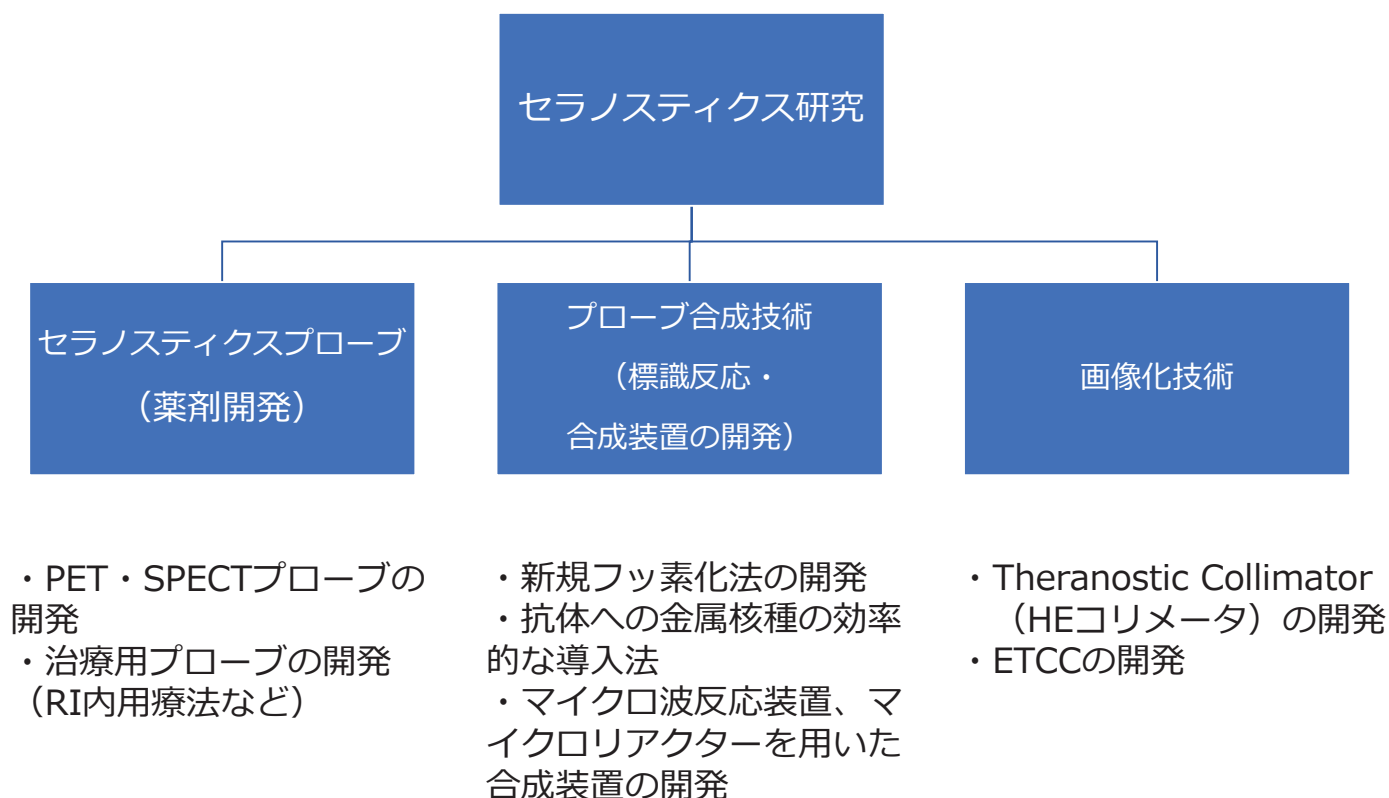 セラノスティクス研究
セラノスティクスプローブ
（薬剤開発）
プローブ合成技術
（標識反応・
合成装置の開発）
画像化技術
・PET・SPECTプローブの
開発
・治療用プローブの開発
（RI内用療法など）
・新規フッ素化法の開発
・抗体への金属核種の効率
的な導入法
・マイクロ波反応装置、マ
イクロリアクターを用いた
合成装置の開発
・Theranostic Collimator
（HEコリメータ）の開発
・ETCCの開発